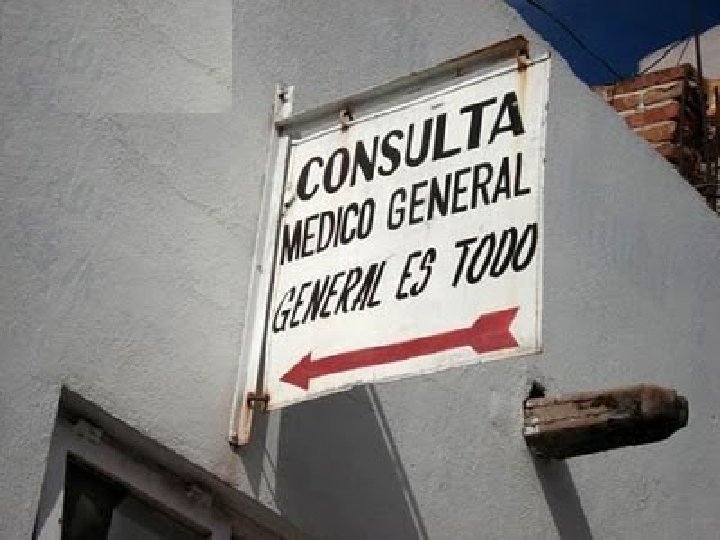 CONSULTA
MEDICO GENERAL
GENERAL ES TODO